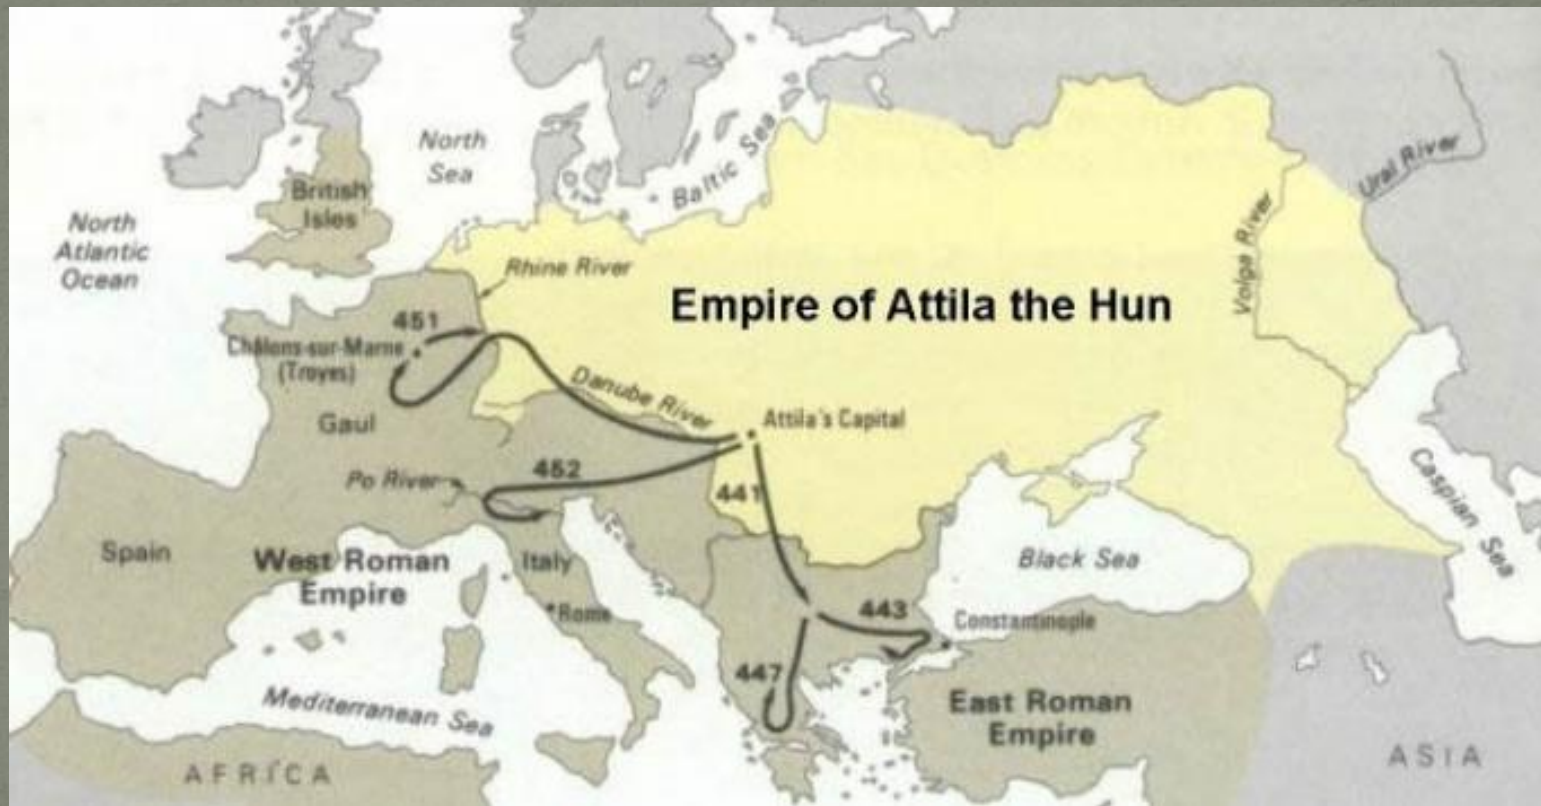 North
Sea
Baltic Sea
Ural River
British
Isles
North
Atlantic
Ocean
Volga River
Rhine River
Empire of Attila the Hun
451
Châlons-sur-Marne
(Troyes)
Danube River
Gaul
Attila's Capital
452
Po River
441
Caspian Sea
Spain
West Roman
Empire
Italy
Black Sea
Rome
443
Constantinople
447
Mediterranean Sea
East Roman
Empire
AFRICA
ASIA